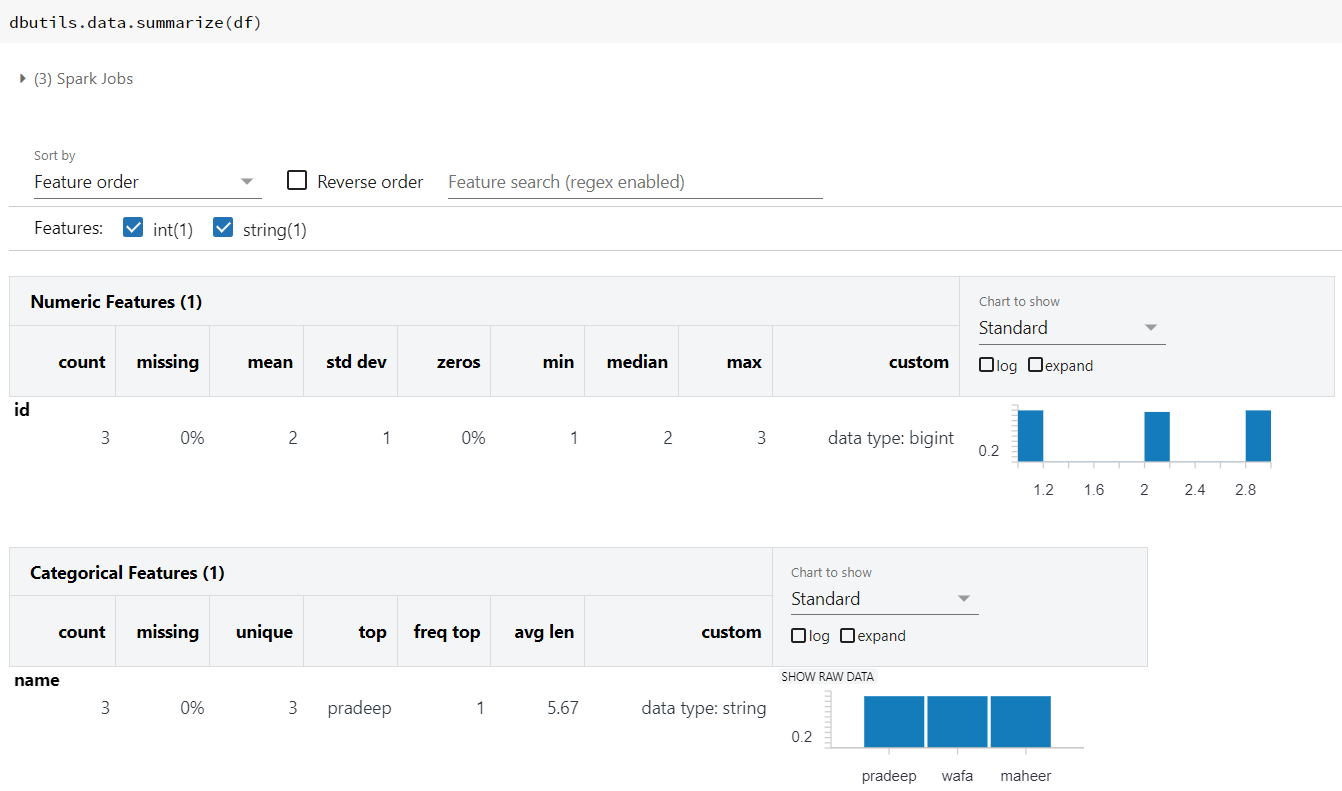 dbutils.data.summarize(df)
(3) Spark Jobs
Sort by
Feature order Reverse order Feature search (regex enabled)
Features: int(1) string(1)
Numeric Features (1)
Chart to show
Standard
log expand
count missing mean std dev zeros min median max custom
id
3 0% 2 1 0% 1 2 3 data type: bigint
0.2
1.2 1.6 2 2.4 2.8
Categorical Features (1)
Chart to show
Standard
log expand
count missing unique top freq top avg len custom
name
SHOW RAW DATA
3 0% 3 pradeep 1 5.67 data type: string
0.2
pradeep wafa maheer